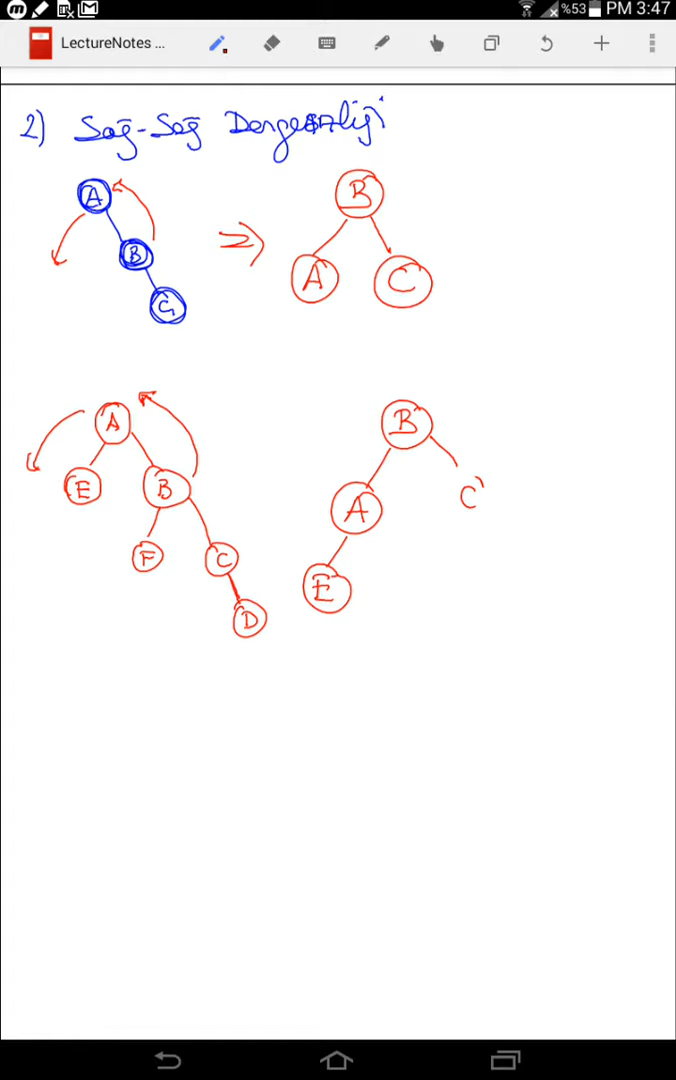 %53 PM 3:47
LectureNotes ...
2) Sağ-Sağ Dengesizliği
A
B
C
=>
B
A C
A
E B
F C
D
B
A C
E